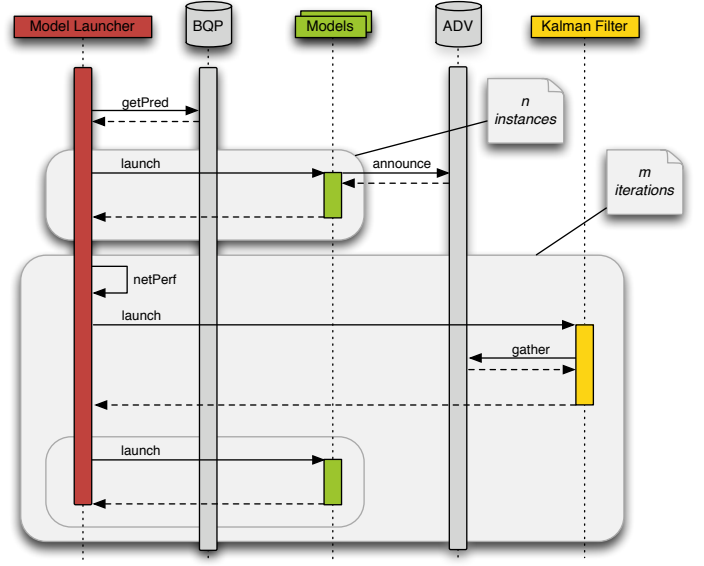 Model Launcher
BQP
Models
ADV
Kalman Filter
getPred
n
instances
launch
announce
m
iterations
netPerf
launch
gather
launch